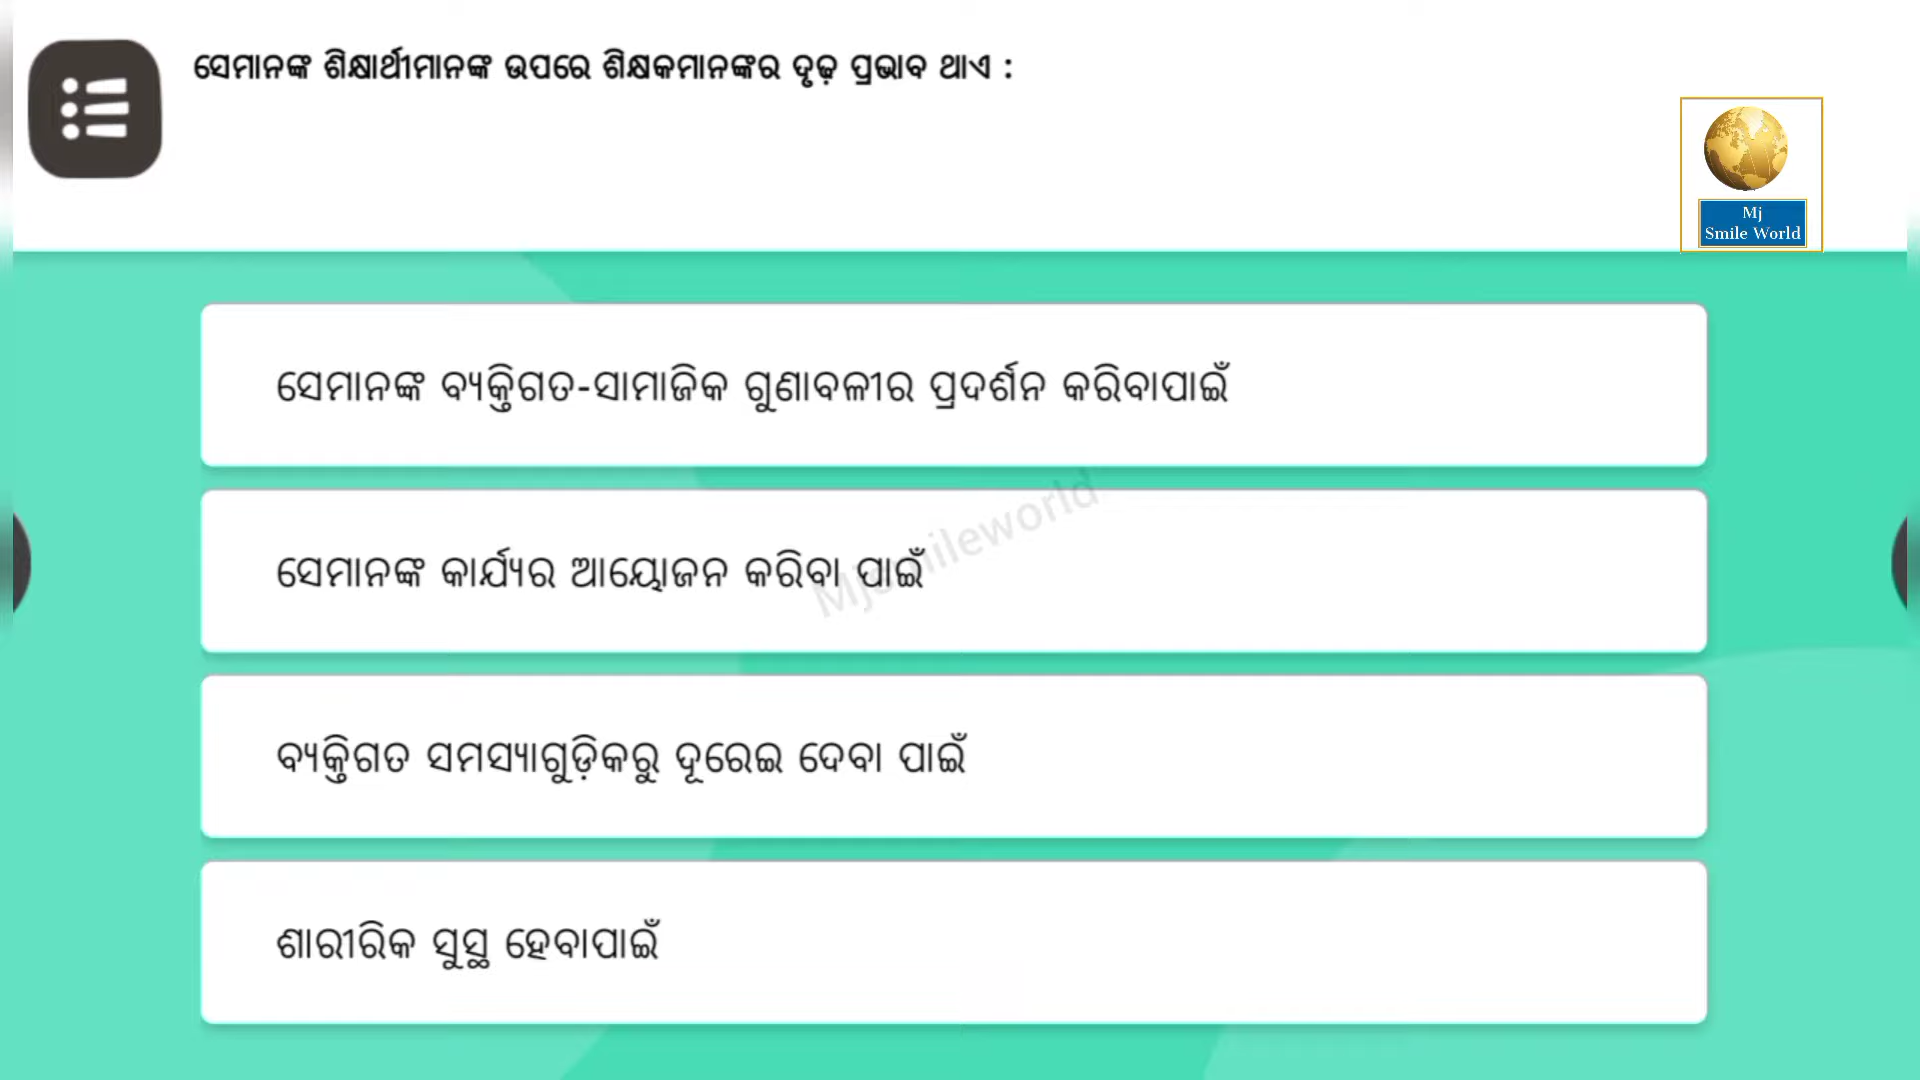 ସେମାନଙ୍କ ଶିକ୍ଷାର୍ଥୀମାନଙ୍କ ଉପରେ ଶିକ୍ଷକମାନଙ୍କର ଦୃଢ଼ ପ୍ରଭାବ ଥାଏ :
Mj
Smile World
ସେମାନଙ୍କ ବ୍ୟକ୍ତିଗତ-ସାମାଜିକ ଗୁଣାବଳୀର ପ୍ରଦର୍ଶନ କରିବାପାଇଁ
ସେମାନଙ୍କ କାର୍ଯ୍ୟର ଆୟୋଜନ କରିବା ପାଇଁ
Mjsmileworld
ବ୍ୟକ୍ତିଗତ ସମସ୍ୟାଗୁଡ଼ିକରୁ ଦୂରେଇ ଦେବା ପାଇଁ
ଶାରୀରିକ ସୁସ୍ଥ ହେବାପାଇଁ